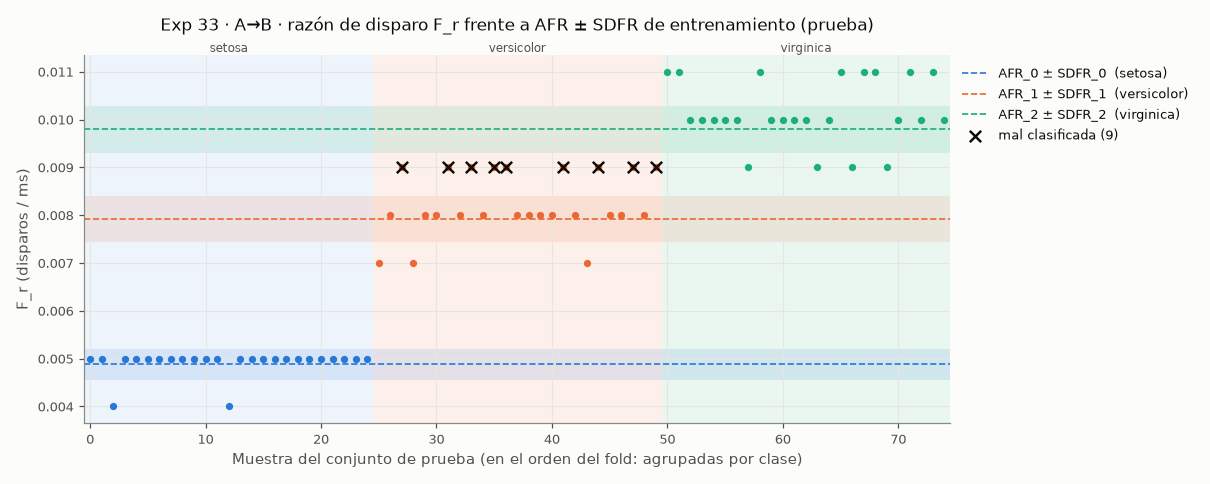 Exp 33 · A→B · razón de disparo F_r frente a AFR ± SDFR de entrenamiento (prueba)
setosa
versicolor
virginica
0.011
0.010
0.009
0.008
0.007
0.006
0.005
0.004
F_r (disparos / ms)
0
10
20
30
40
50
60
70
Muestra del conjunto de prueba (en el orden del fold: agrupadas por clase)
AFR_0 ± SDFR_0 (setosa)
AFR_1 ± SDFR_1 (versicolor)
AFR_2 ± SDFR_2 (virginica)
mal clasificada (9)